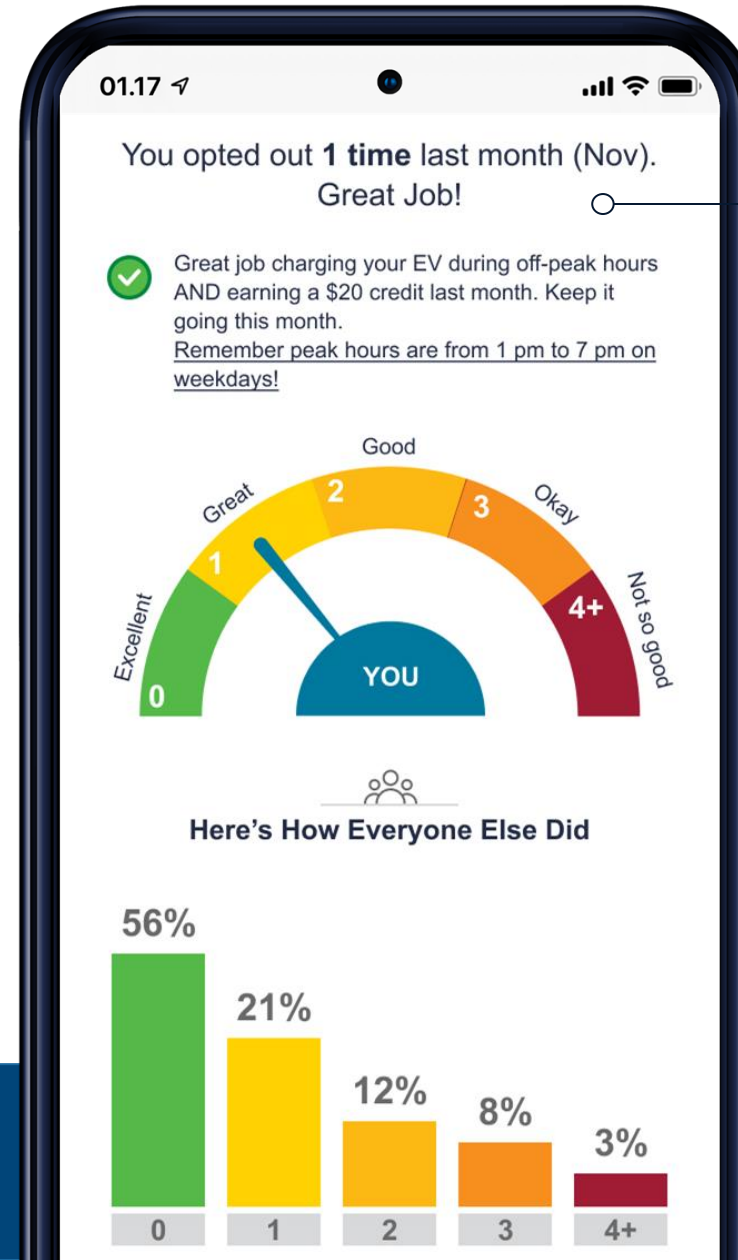 01.17
You opted out 1 time last month (Nov).
Great Job!
Great job charging your EV during off-peak hours
AND earning a $20 credit last month. Keep it
going this month.
Remember peak hours are from 1 pm to 7 pm on
weekdays!
Excellent
Great
Good
Okay
Not so good
0
1
2
3
4+
YOU
Here's How Everyone Else Did
56%
21%
12%
8%
3%
0
1
2
3
4+